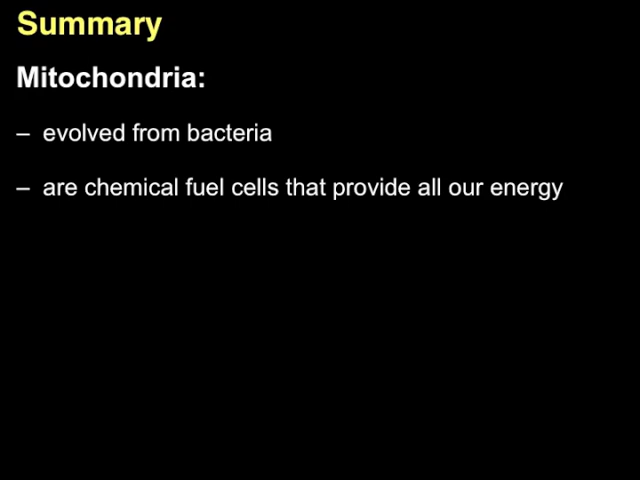 Summary
Mitochondria:
– evolved from bacteria
– are chemical fuel cells that provide all our energy